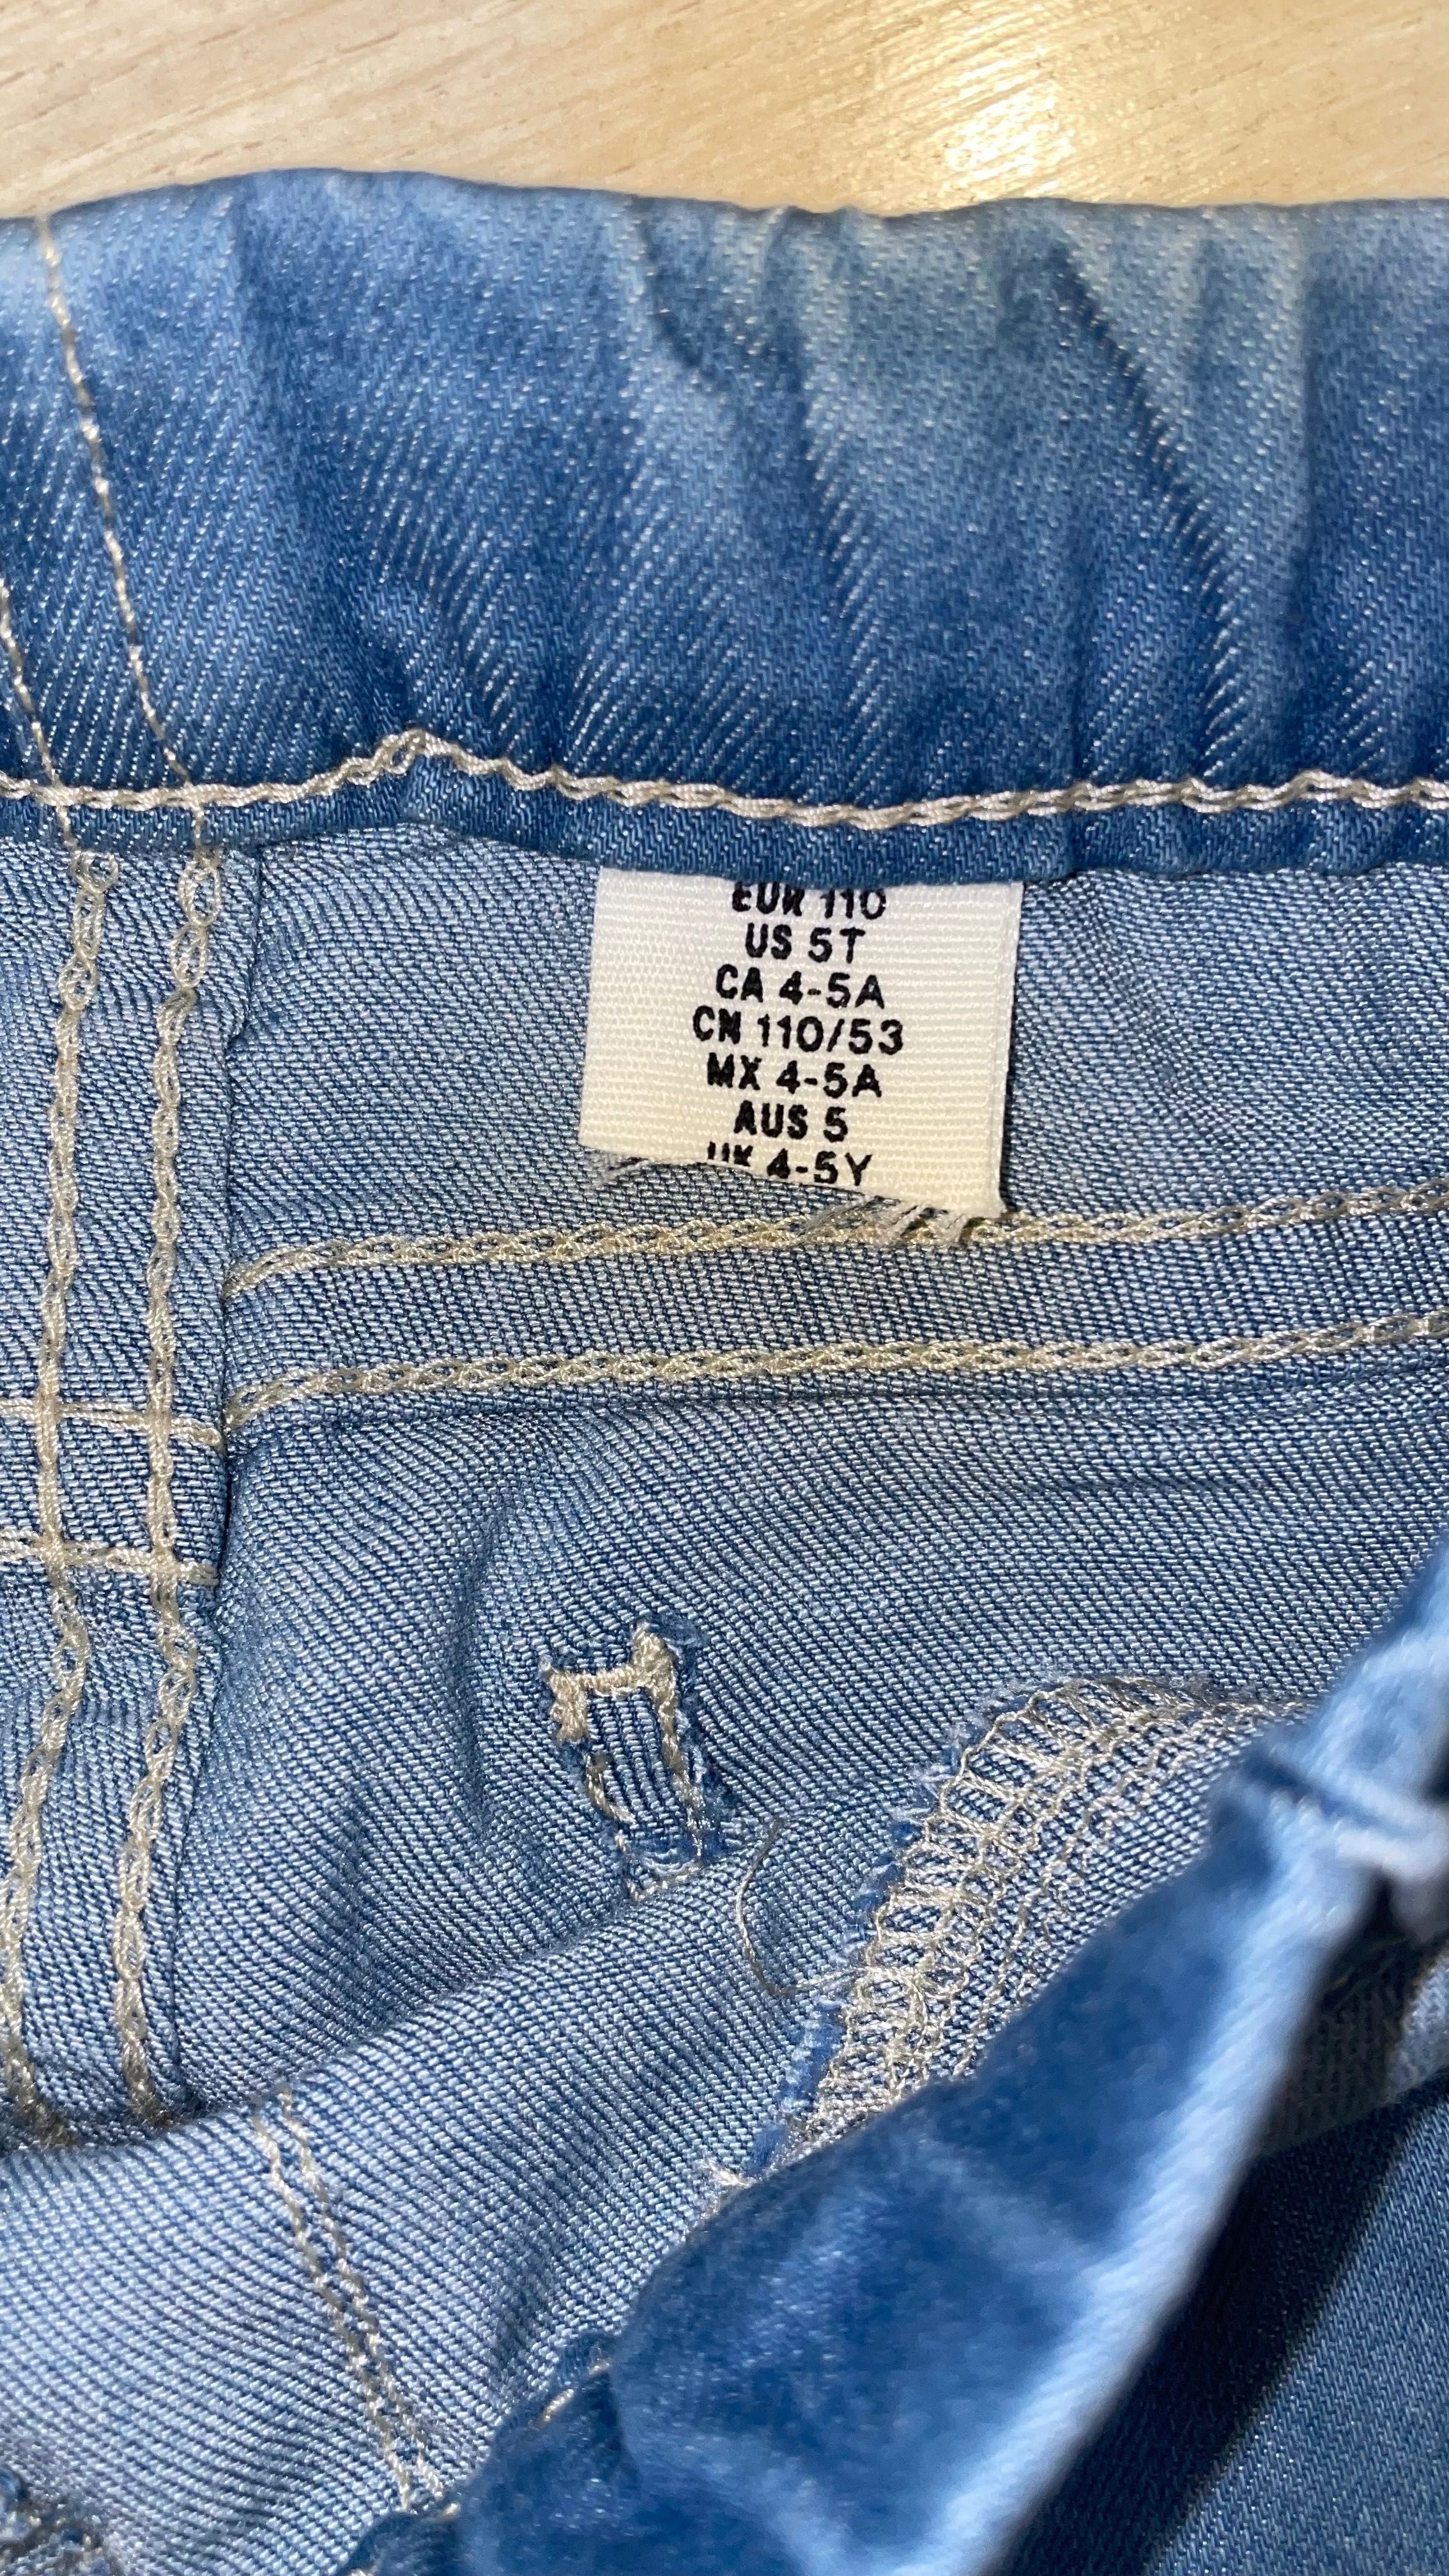 EUR 110
US 5T
CA 4-5A
CN 110/53
MX 4-5A
AUS 5
UK 4-5Y